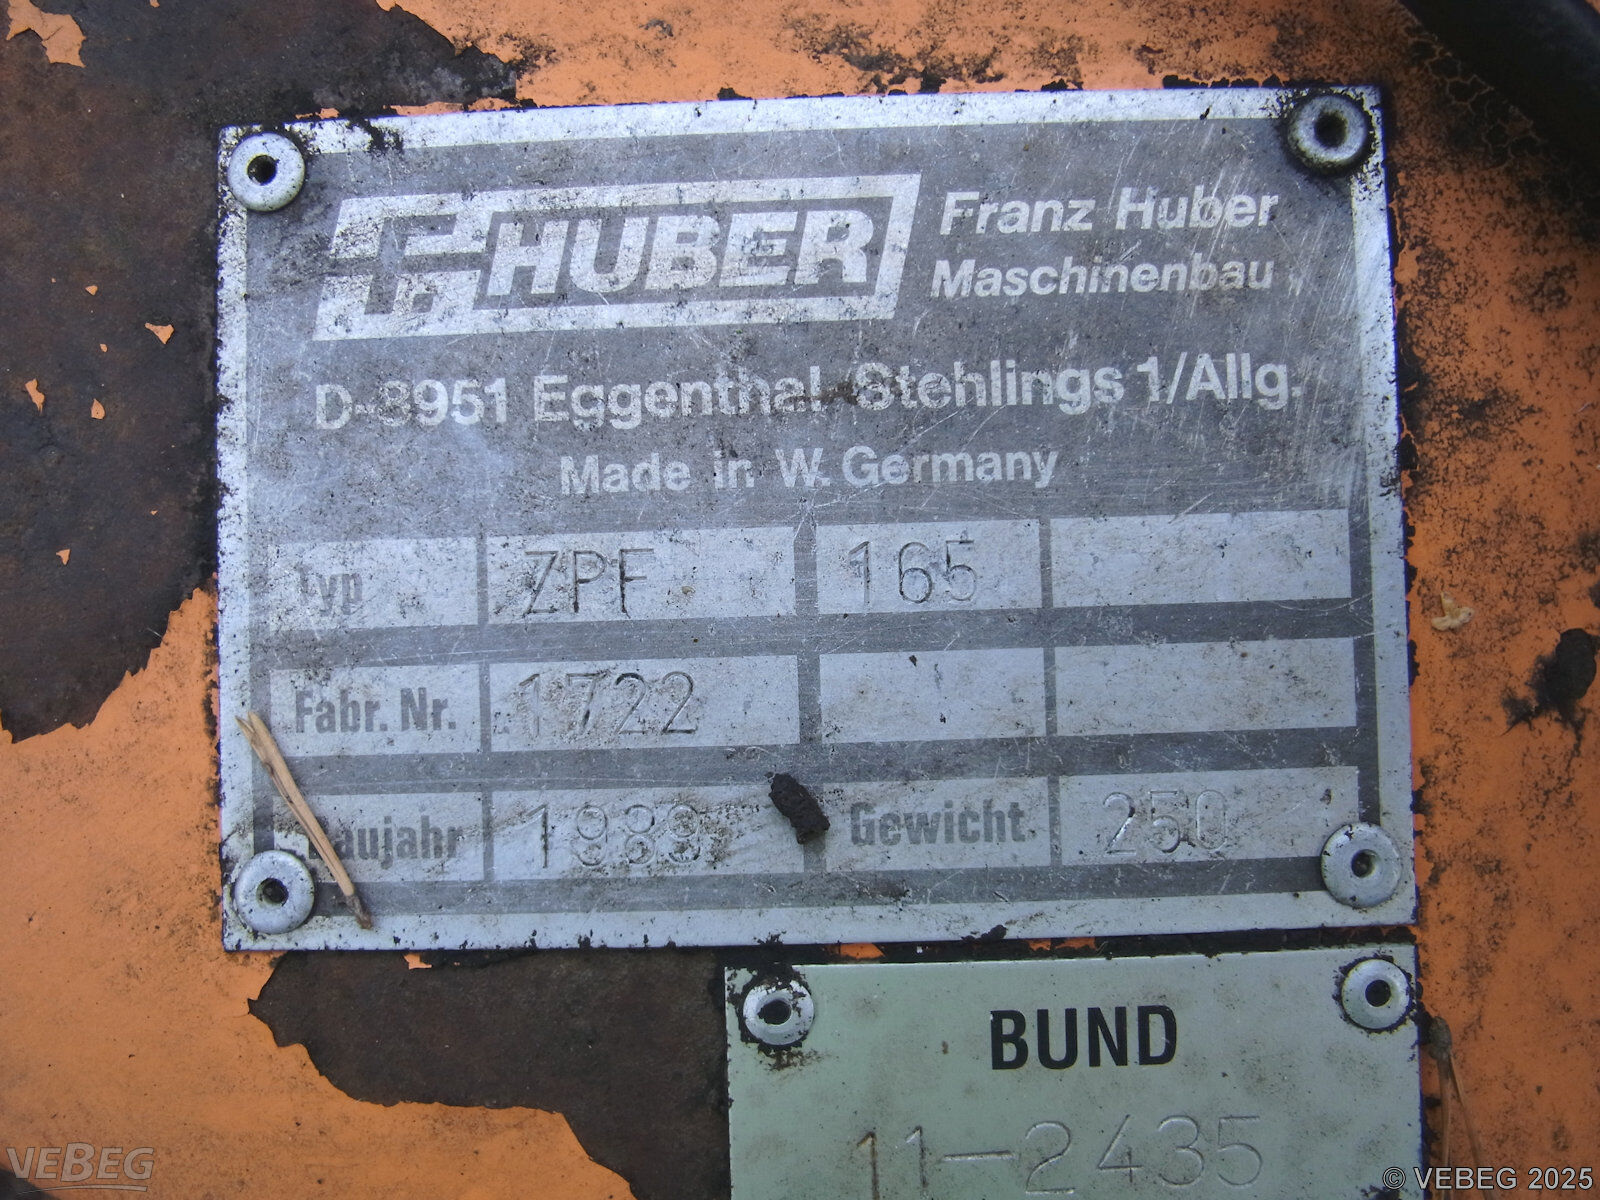 HUBER
Franz Huber
Maschinenbau
D-8951 Eggenthal/Stehlings 1/Allg.
Made in W. Germany
Typ ZPF 165
Fabr. Nr. 1722
Baujahr 1989 Gewicht 250
BUND
11-2435
VEBEG
© VEBEG 2025